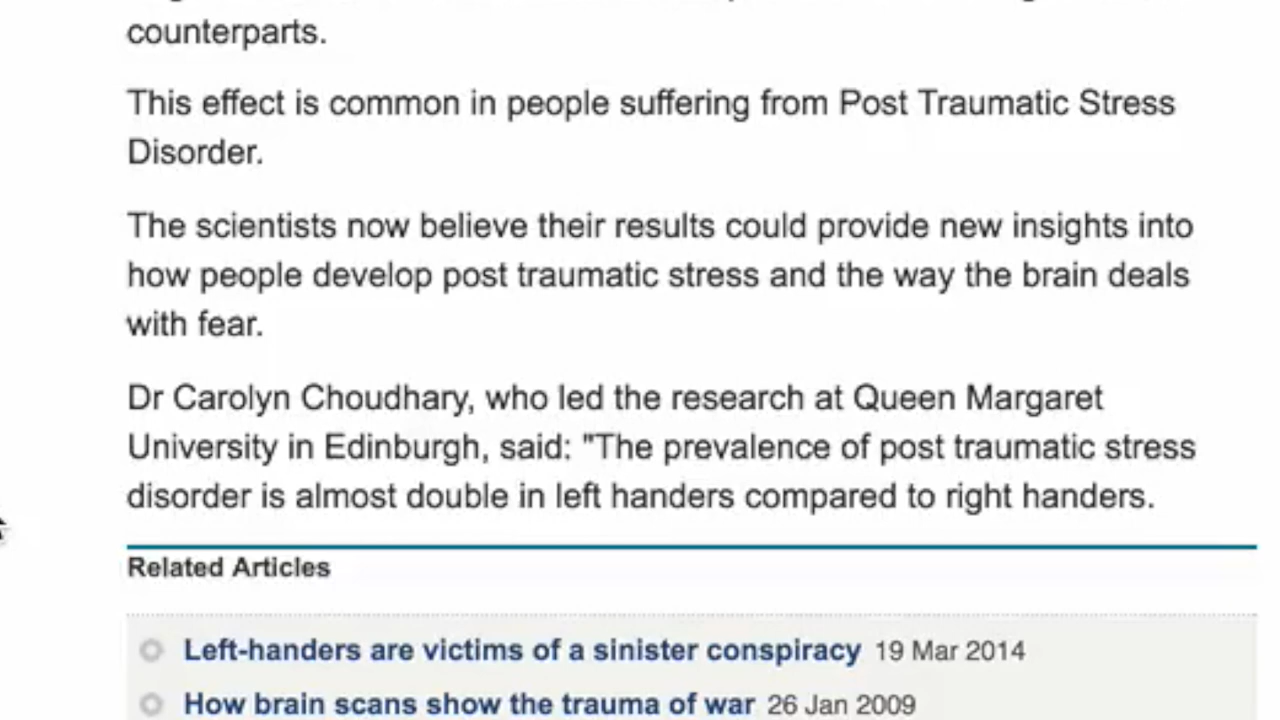 counterparts.
This effect is common in people suffering from Post Traumatic Stress
Disorder.
The scientists now believe their results could provide new insights into
how people develop post traumatic stress and the way the brain deals
with fear.
Dr Carolyn Choudhary, who led the research at Queen Margaret
University in Edinburgh, said: "The prevalence of post traumatic stress
disorder is almost double in left handers compared to right handers.
Related Articles
Left-handers are victims of a sinister conspiracy 19 Mar 2014
How brain scans show the trauma of war 26 Jan 2009